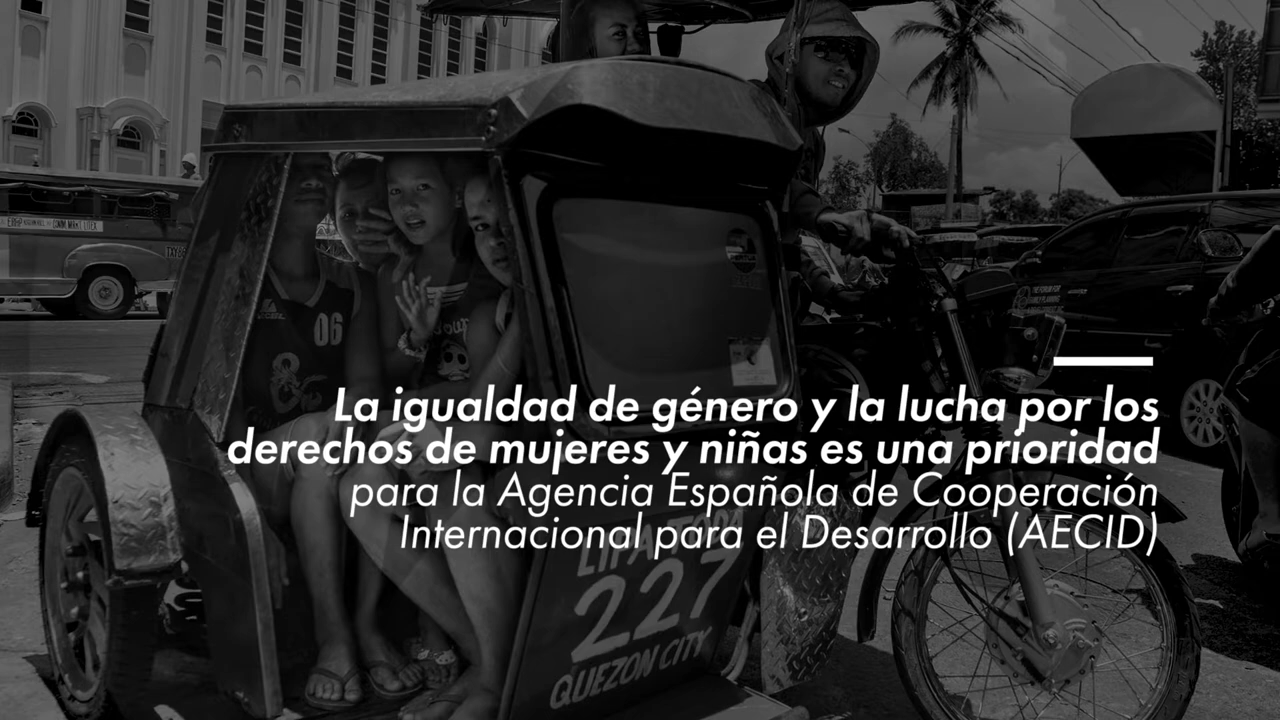 06
La igualdad de género y la lucha por los
derechos de mujeres y niñas es una prioridad
para la Agencia Española de Cooperación
Internacional para el Desarrollo (AECID)
227
QUEZON CITY